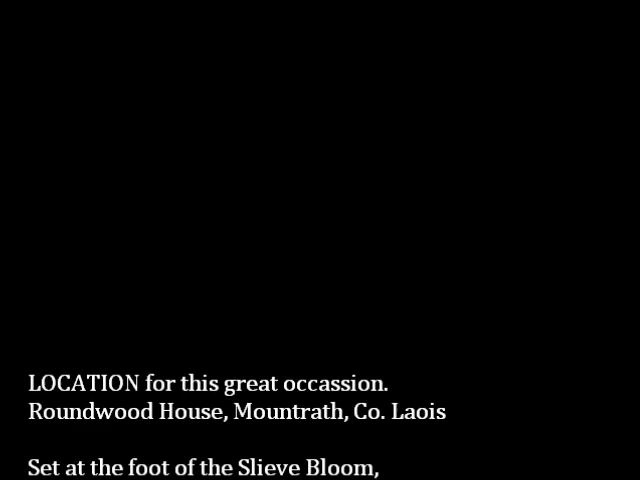 LOCATION for this great occassion.
Roundwood House, Mountrath, Co. Laois
Set at the foot of the Slieve Bloom,